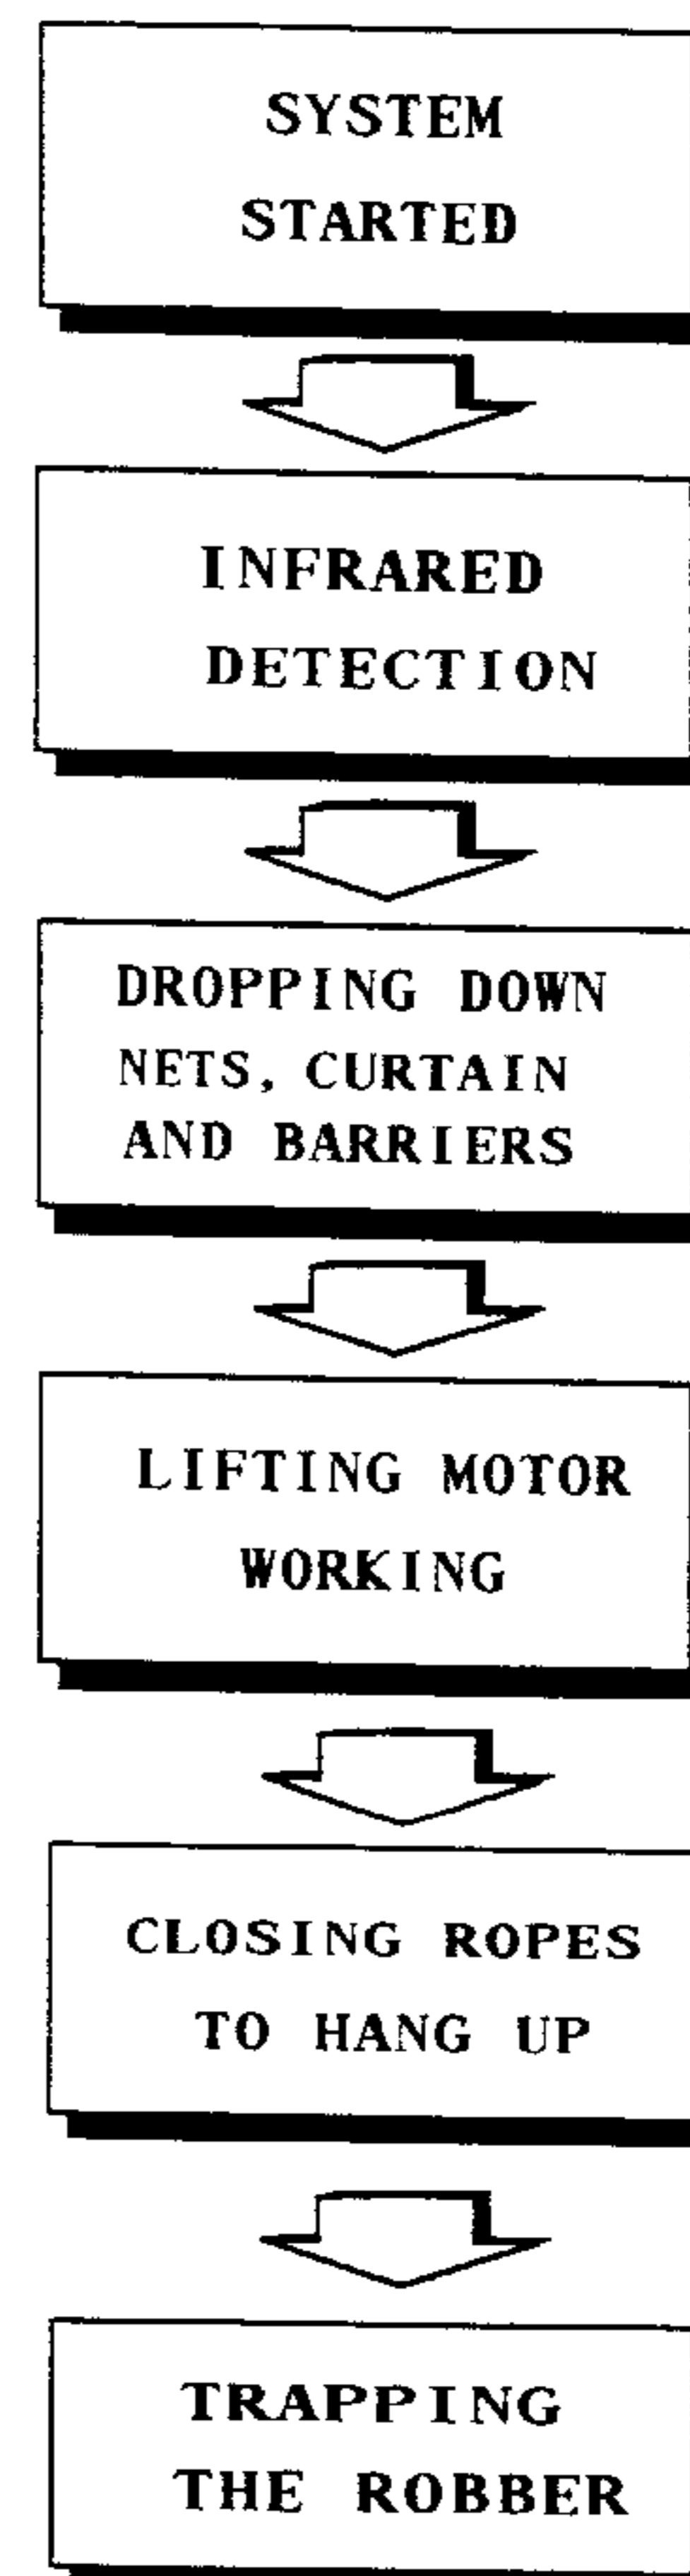 SYSTEM
STARTED
INFRARED
DETECTION
DROPPING DOWN
NETS, CURTAIN
AND BARRIERS
LIFTING MOTOR
WORKING
CLOSING ROPES
TO HANG UP
TRAPPING
THE ROBBER